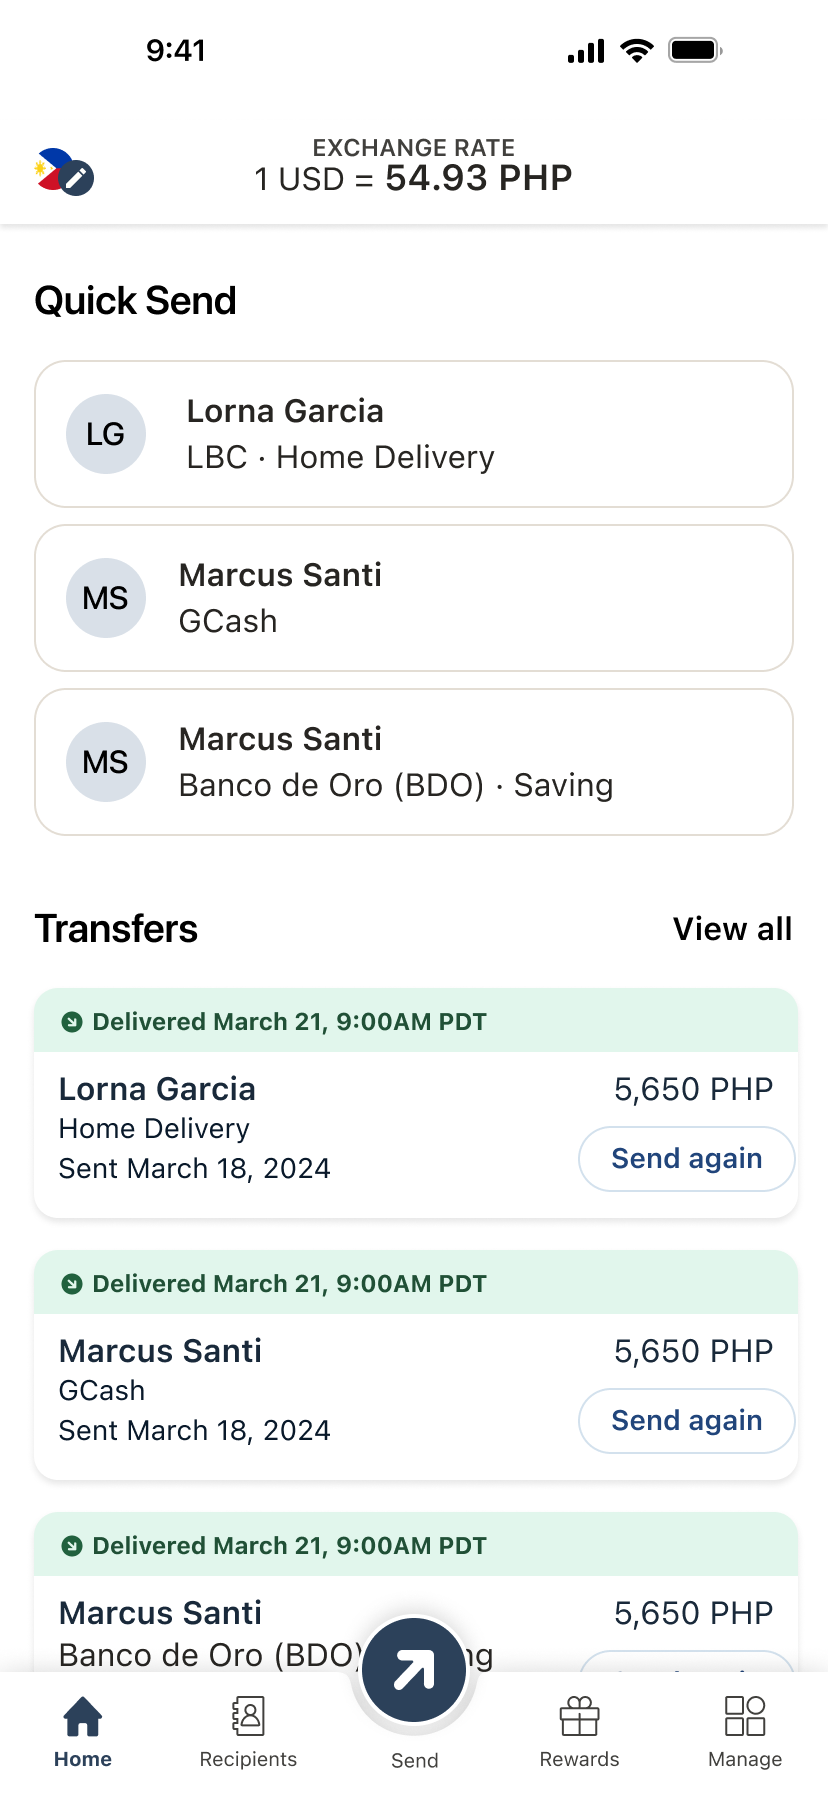 9:41
EXCHANGE RATE
1 USD = 54.93 PHP
Quick Send
LG
Lorna Garcia
LBC · Home Delivery
MS
Marcus Santi
GCash
MS
Marcus Santi
Banco de Oro (BDO) · Saving
Transfers
View all
Delivered March 21, 9:00AM PDT
Lorna Garcia
5,650 PHP
Home Delivery
Sent March 18, 2024
Send again
Delivered March 21, 9:00AM PDT
Marcus Santi
5,650 PHP
GCash
Sent March 18, 2024
Send again
Delivered March 21, 9:00AM PDT
Marcus Santi
5,650 PHP
Banco de Oro (BDO)
Home
Recipients
Send
Rewards
Manage